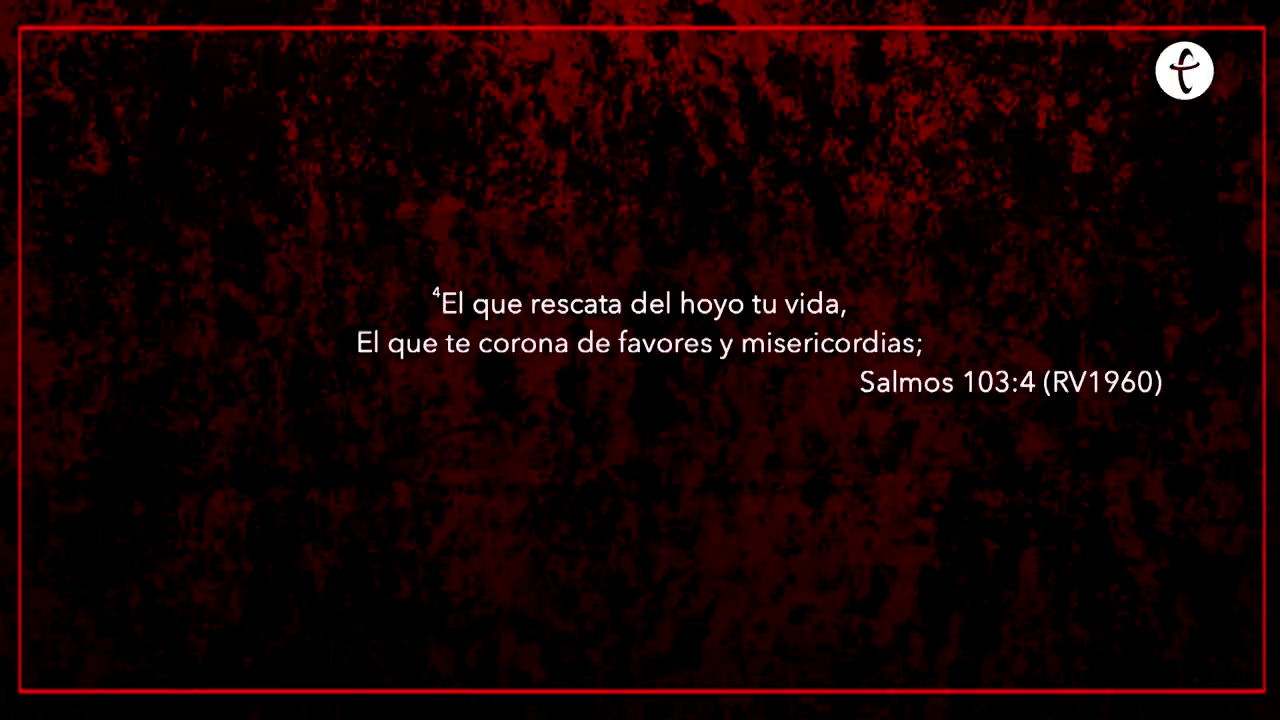 ⁴El que rescata del hoyo tu vida,
El que te corona de favores y misericordias;
Salmos 103:4 (RV1960)